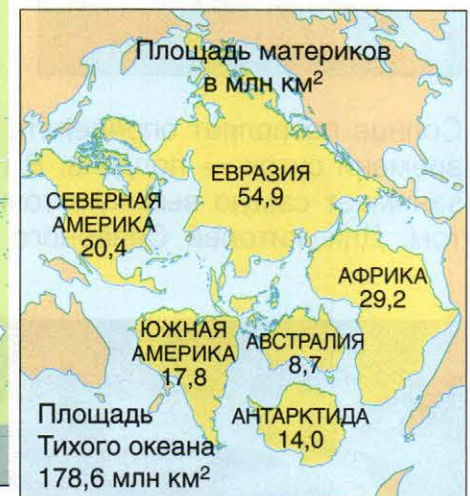 Площадь материков
в млн км²
ЕВРАЗИЯ
54,9
СЕВЕРНАЯ
АМЕРИКА
20,4
АФРИКА
29,2
ЮЖНАЯ
АМЕРИКА
17,8
АВСТРАЛИЯ
8,7
АНТАРКТИДА
14,0
Площадь
Тихого океана
178,6 млн км²